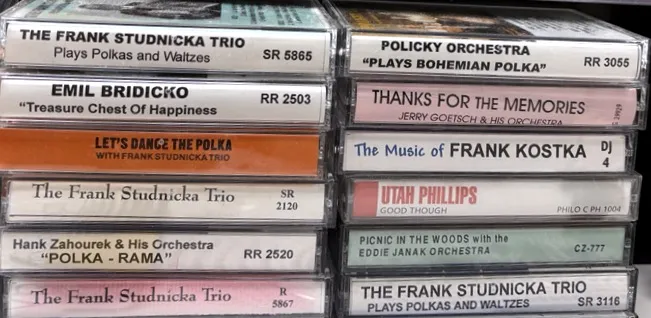 THE FRANK STUDNICKA TRIO
Plays Polkas and Waltzes SR 5865
EMIL BRIDICKO
"Treasure Chest Of Happiness RR 2503
LET'S DANCE THE POLKA
WITH FRANK STUDNICKA TRIO
The Frank Studnicka Trio SR
2120
Hank Zahourek & His Orchestra
"POLKA - RAMA" RR 2520
The Frank Studnicka Trio R
5867
POLICKY ORCHESTRA
"PLAYS BOHEMIAN POLKA" RR 3055
THANKS FOR THE MEMORIES
JERRY GOETSCH & HIS ORCHESTRA
The Music of FRANK KOSTKA DJ
4
UTAH PHILLIPS
GOOD THOUGH PHILO C PH 1004
PICNIC IN THE WOODS with the
EDDIE JANAK ORCHESTRA CZ-777
THE FRANK STUDNICKA TRIO
PLAYS POLKAS AND WALTZES SR 3116